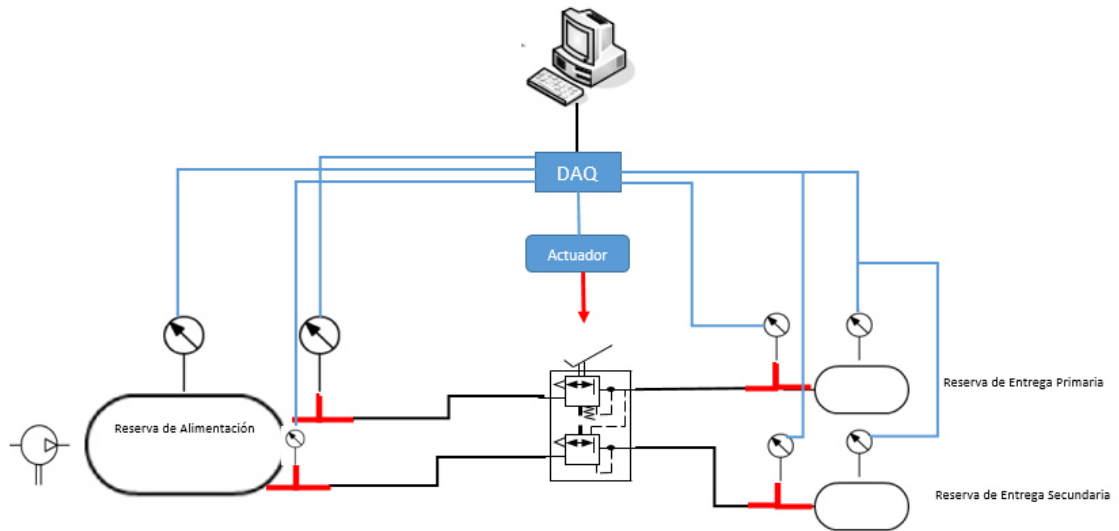 DAQ
Actuador
Reserva de Alimentación
Reserva de Entrega Primaria
Reserva de Entrega Secundaria